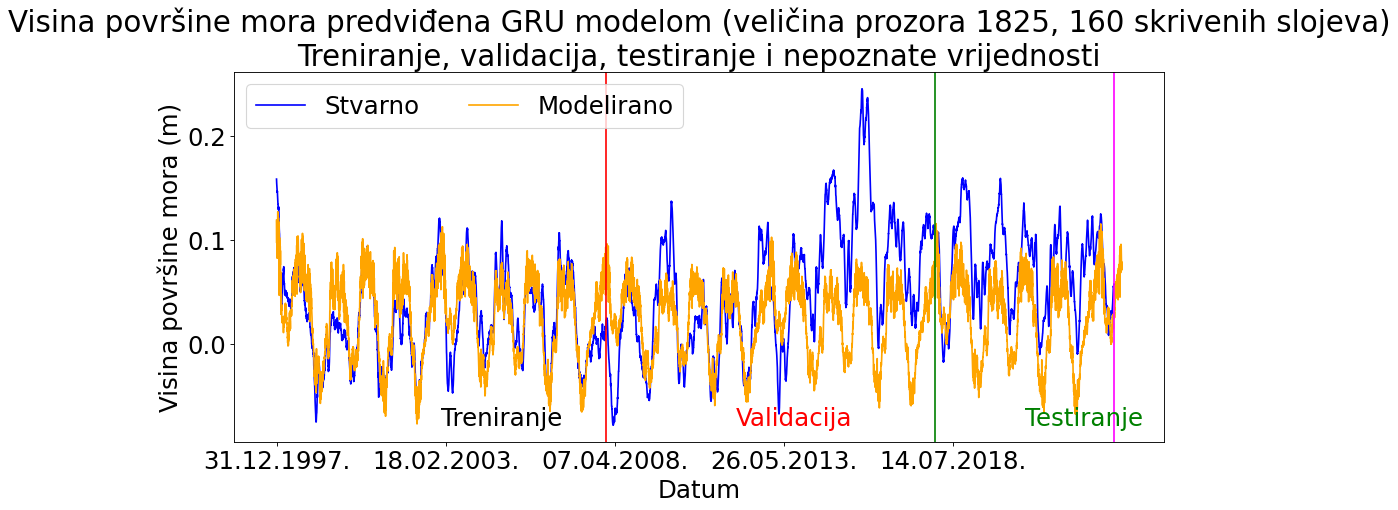 Visina površine mora predviđena GRU modelom (veličina prozora 1825, 160 skrivenih slojeva)
Treniranje, validacija, testiranje i nepoznate vrijednosti
Stvarno Modelirano
Visina površine mora (m)
0.2
0.1
0.0
Treniranje Validacija Testiranje
31.12.1997. 18.02.2003. 07.04.2008. 26.05.2013. 14.07.2018.
Datum